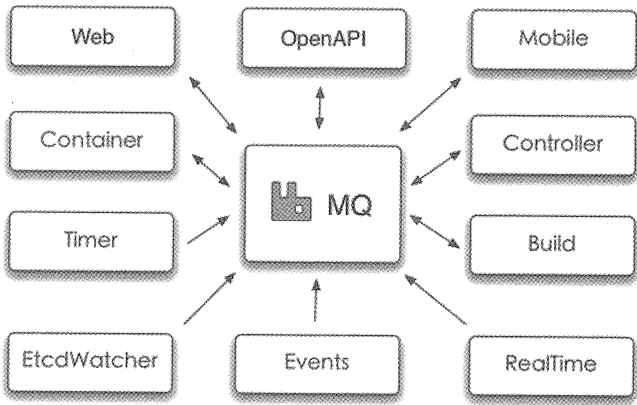 Web
OpenAPI
Mobile
Container
Controller
MQ
Timer
Build
EtcdWatcher
Events
RealTime